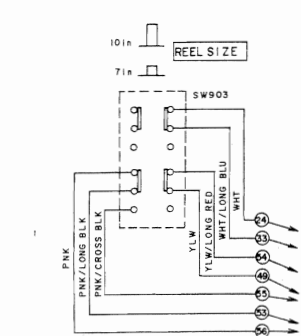 10in
REEL SIZE
7in
SW903
PNK
PNK/LONG BLK
PNK/CROSS BLK
YLW
YLW/LONG RED
WHT/LONG BLU
WHT
24
33
54
49
55
53
56